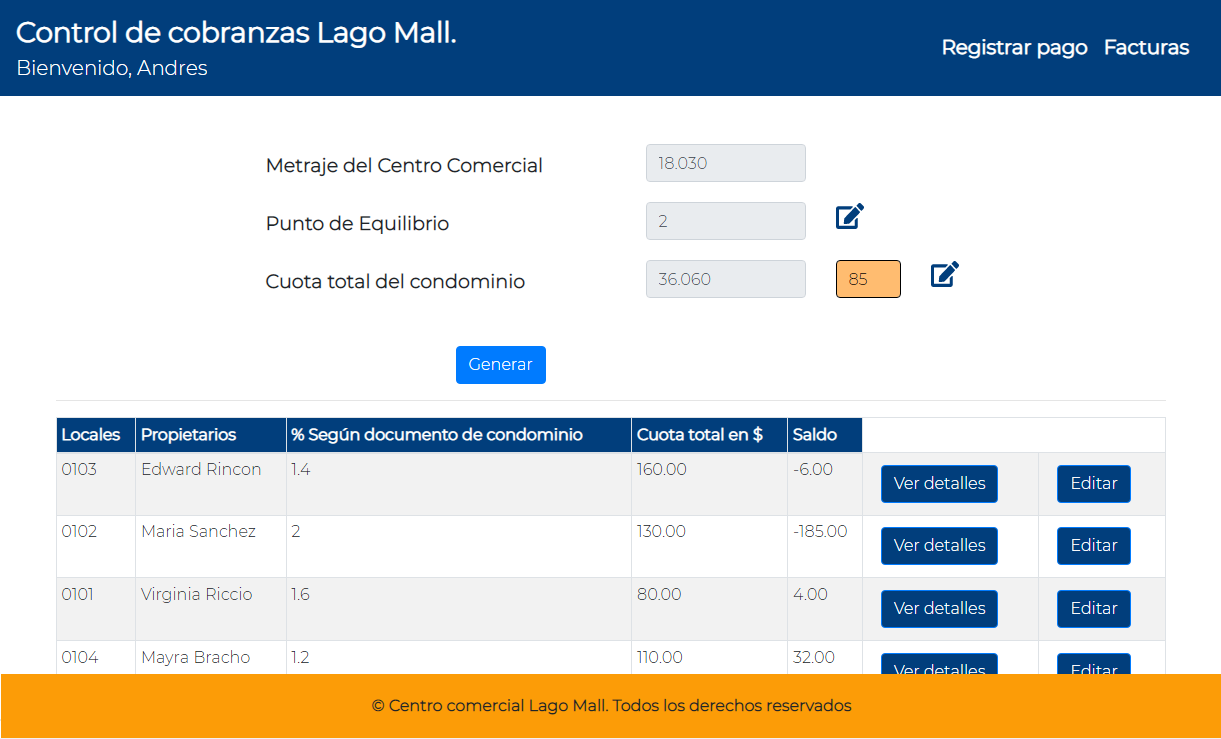 Control de cobranzas Lago Mall.
Bienvenido, Andres
Registrar pago Facturas
Metraje del Centro Comercial 18.030
Punto de Equilibrio 2
Cuota total del condominio 36.060 85
Generar
Locales Propietarios % Según documento de condominio Cuota total en $ Saldo
0103 Edward Rincon 1.4 160.00 -6.00 Ver detalles Editar
0102 Maria Sanchez 2 130.00 -185.00 Ver detalles Editar
0101 Virginia Riccio 1.6 80.00 4.00 Ver detalles Editar
0104 Mayra Bracho 1.2 110.00 32.00 Ver detalles Editar
© Centro comercial Lago Mall. Todos los derechos reservados